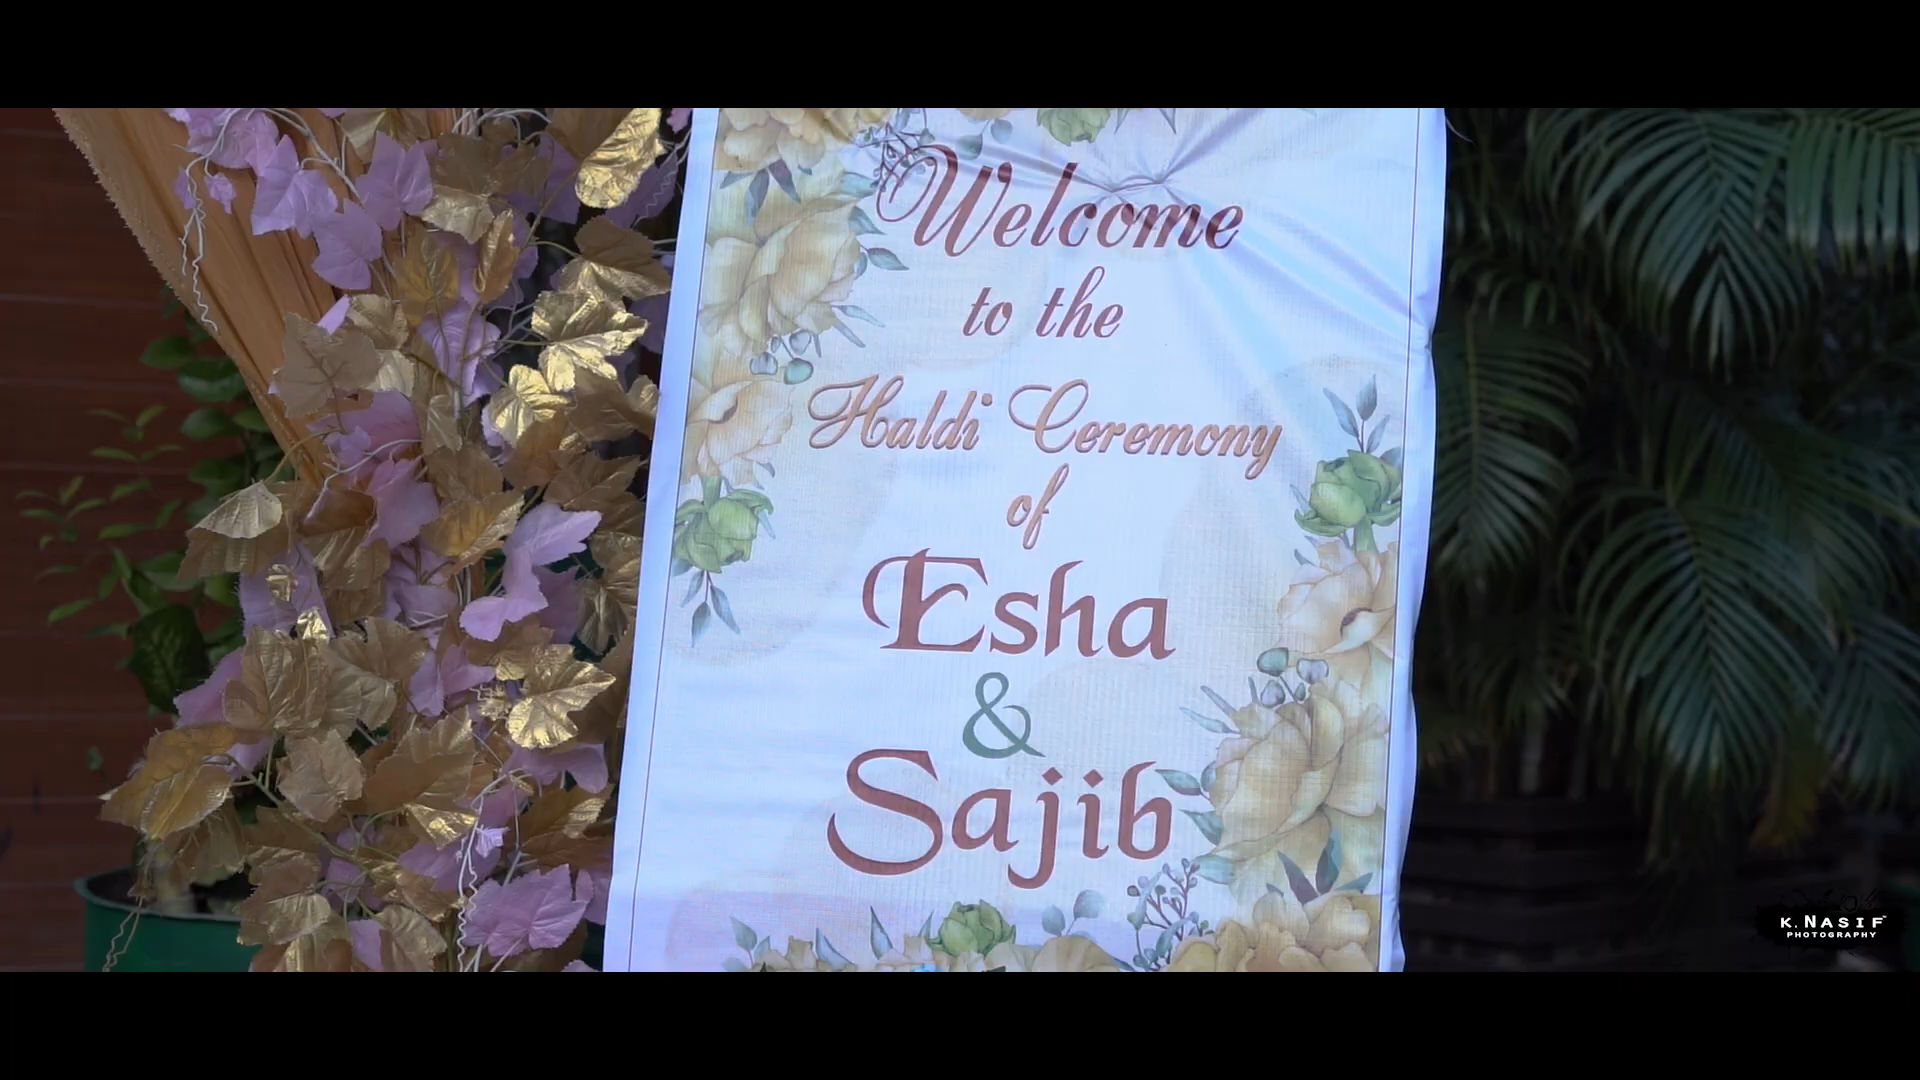 Welcome
to the
Haldi Ceremony
of
Esha
&
Sajib
K. NASIF
PHOTOGRAPHY